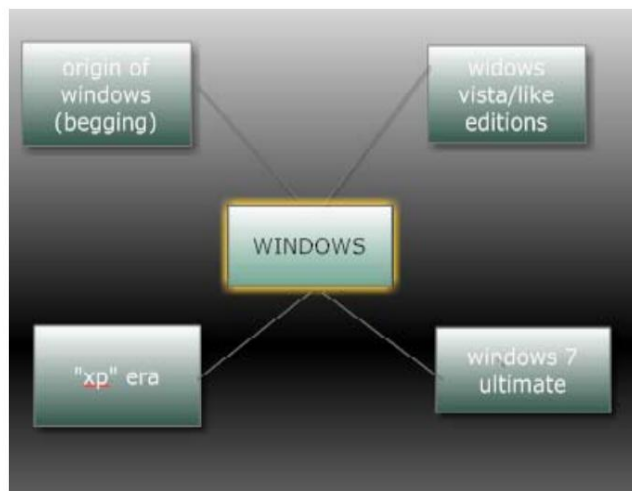 origin of
windows
(begging)
widows
vista/like
editions
WINDOWS
"xp" era
windows 7
ultimate